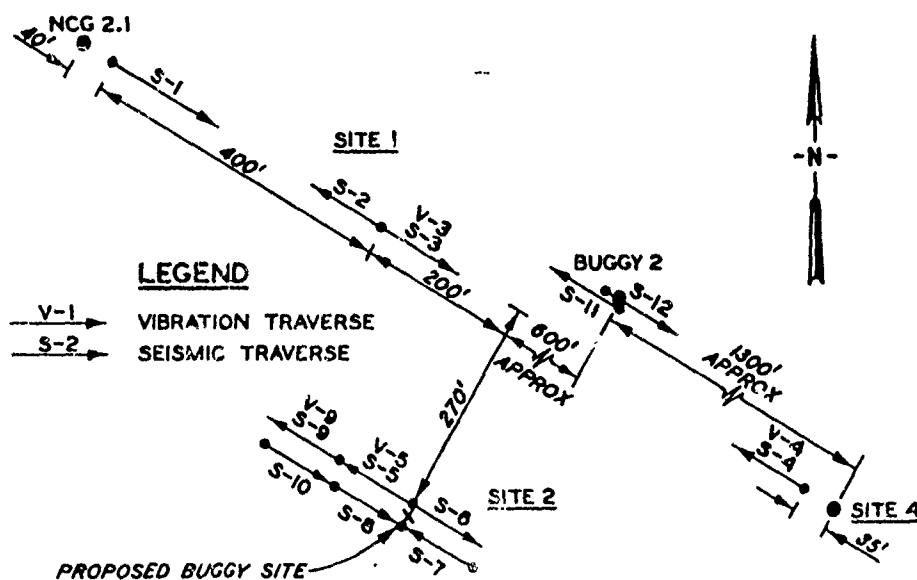 NCG 2.1
40'
S-1
400'
SITE 1
-N-
S-2
V-3
S-3
200'
BUGGY 2
S-11
S-12
LEGEND
V-1 VIBRATION TRAVERSE
S-2 SEISMIC TRAVERSE
600'
APPROX
1300'
APPROX
270'
V-9
S-9
V-5
S-5
V-4
S-4
S-10
S-8
SITE 2
S-6
SITE 4
S-7
35'
PROPOSED BUGGY SITE